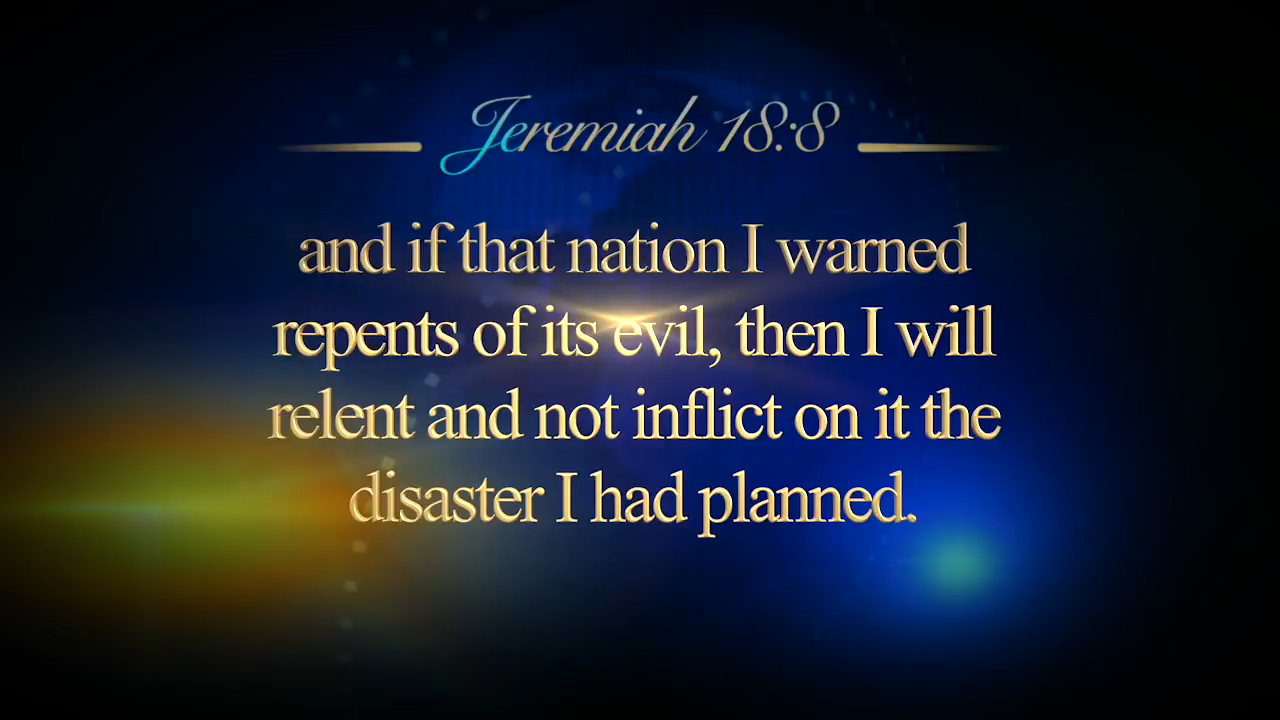 Jeremiah 18:8
and if that nation I warned
repents of its evil, then I will
relent and not inflict on it the
disaster I had planned.